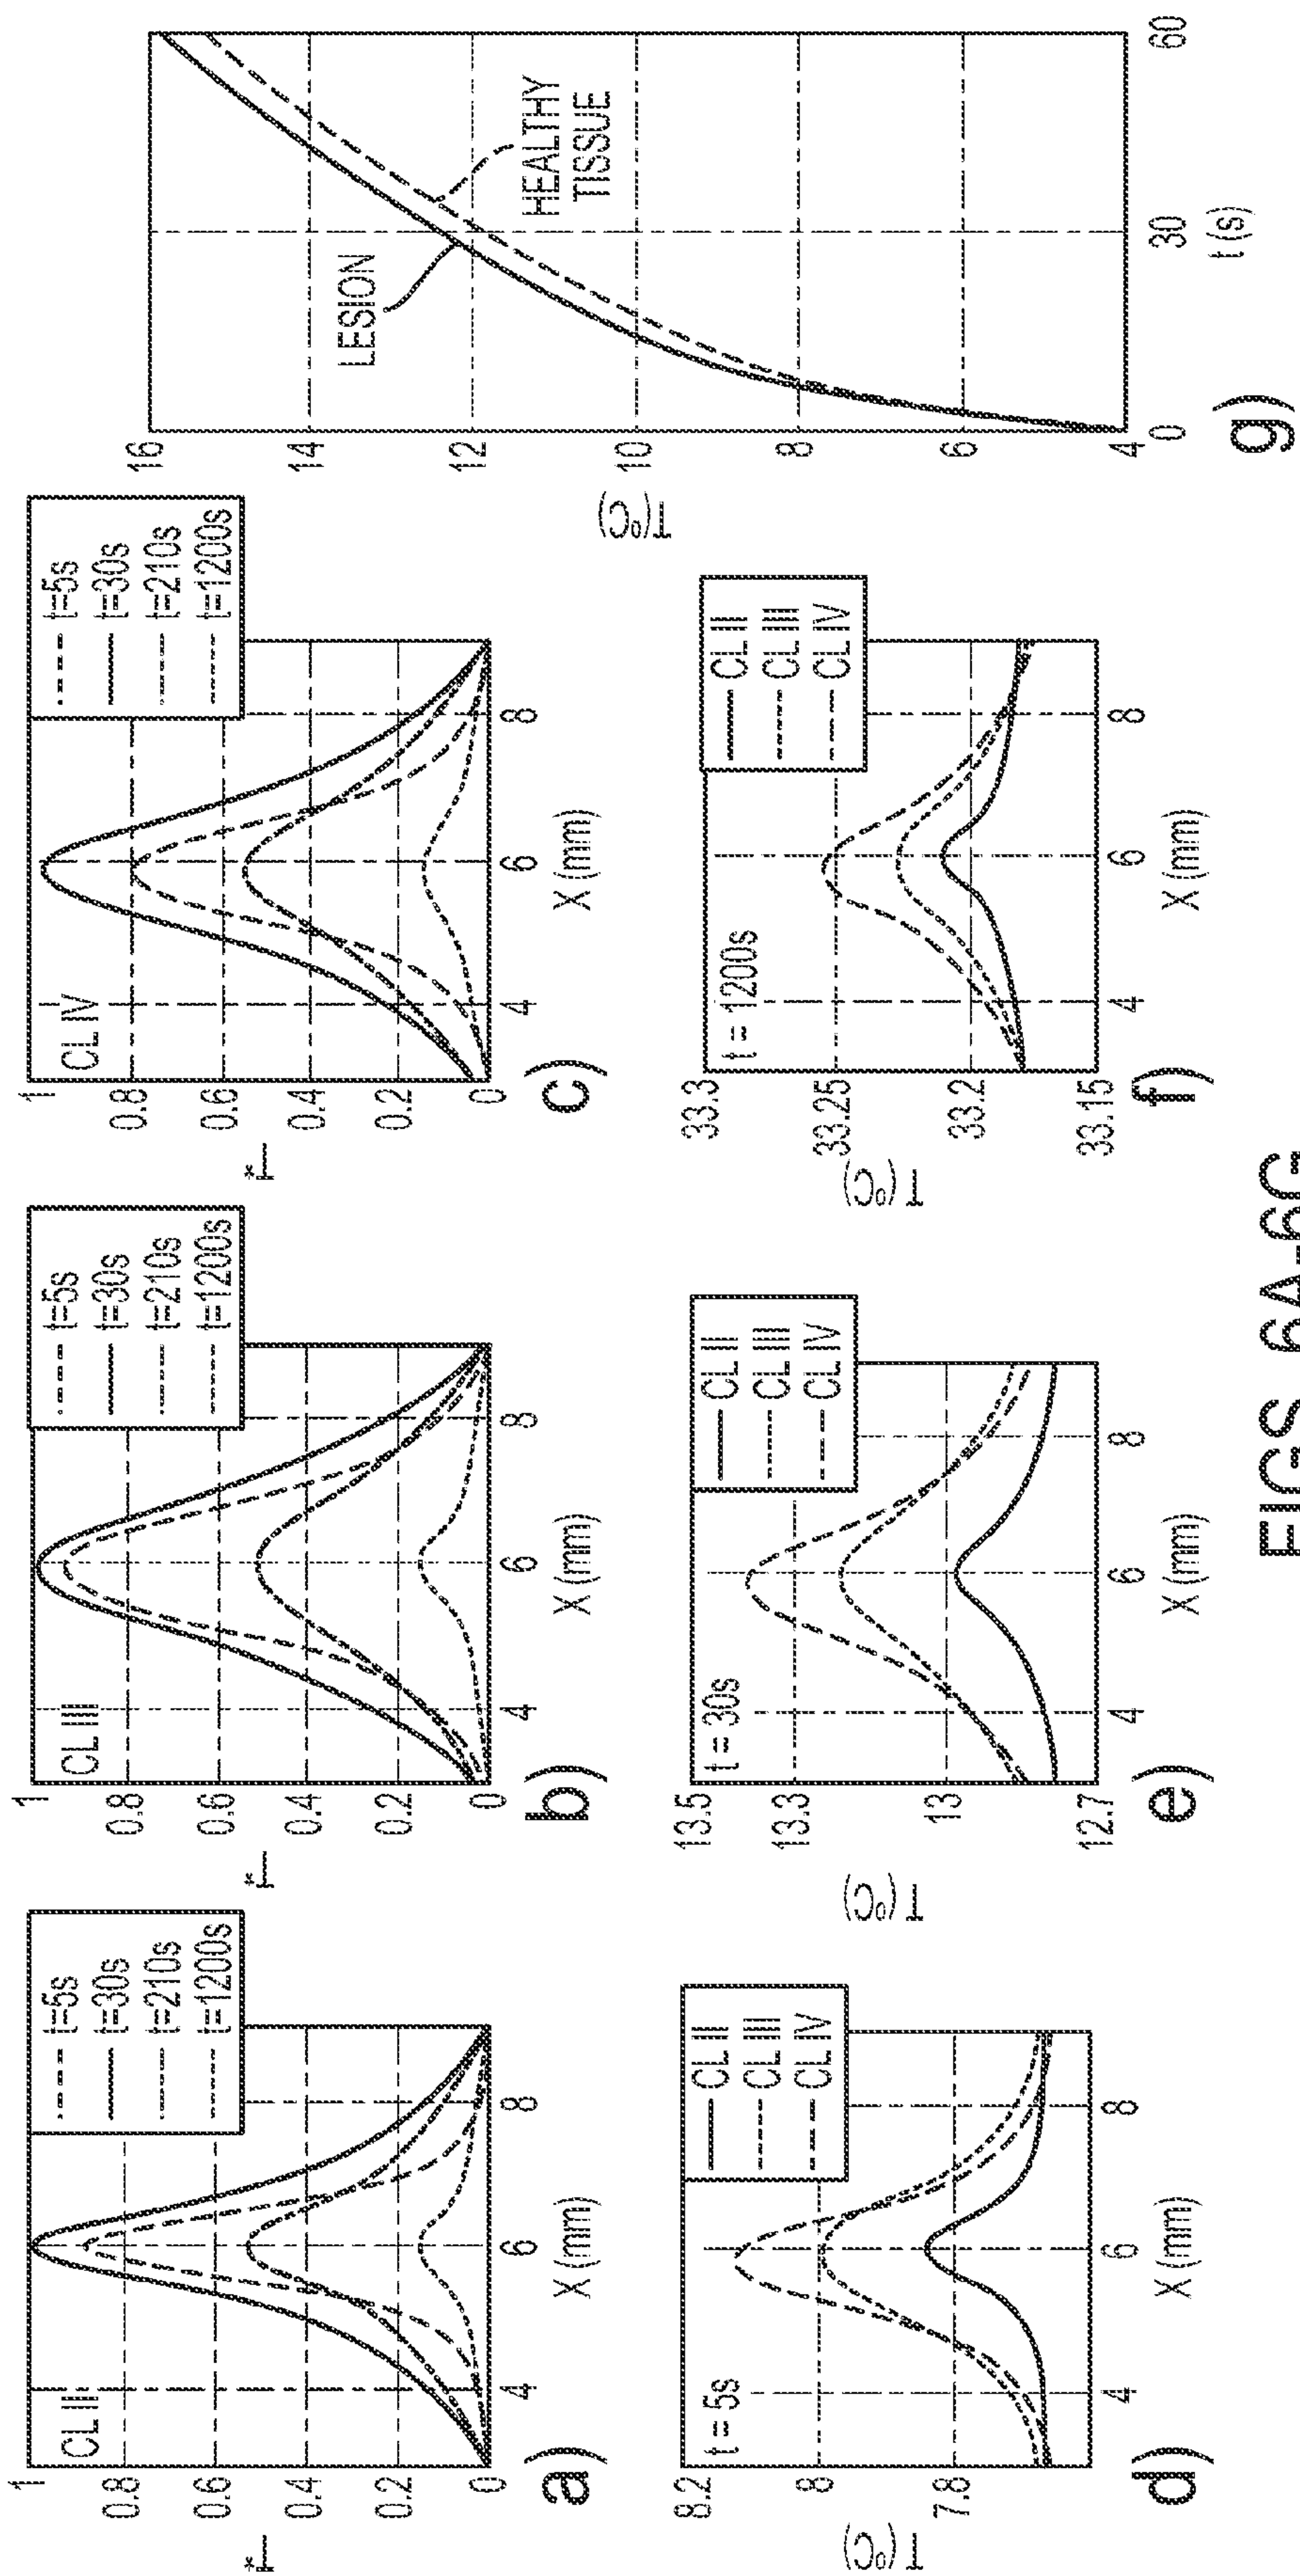 T*
1
0.8
0.6
0.4
0.2
0
CL II
t=5s
t=30s
t=210s
t=1200s
4 6 8
X (mm)
a)
T*
1
0.8
0.6
0.4
0.2
0
CL III
t=5s
t=30s
t=210s
t=1200s
4 6 8
X (mm)
b)
T*
1
0.8
0.6
0.4
0.2
0
CL IV
t=5s
t=30s
t=210s
t=1200s
4 6 8
X (mm)
c)
T(°C)
8.2
8
7.8
t = 5s
CL II
CL III
CL IV
4 6 8
X (mm)
d)
T(°C)
13.5
13.3
13
12.7
t = 30s
CL II
CL III
CL IV
4 6 8
X (mm)
e)
T(°C)
33.3
33.25
33.2
33.15
t = 1200s
CL II
CL III
CL IV
4 6 8
X (mm)
f)
T(°C)
16
14
12
10
8
6
4
LESION
HEALTHY
TISSUE
0 30 60
t (s)
g)
FIGS. 6A-6G